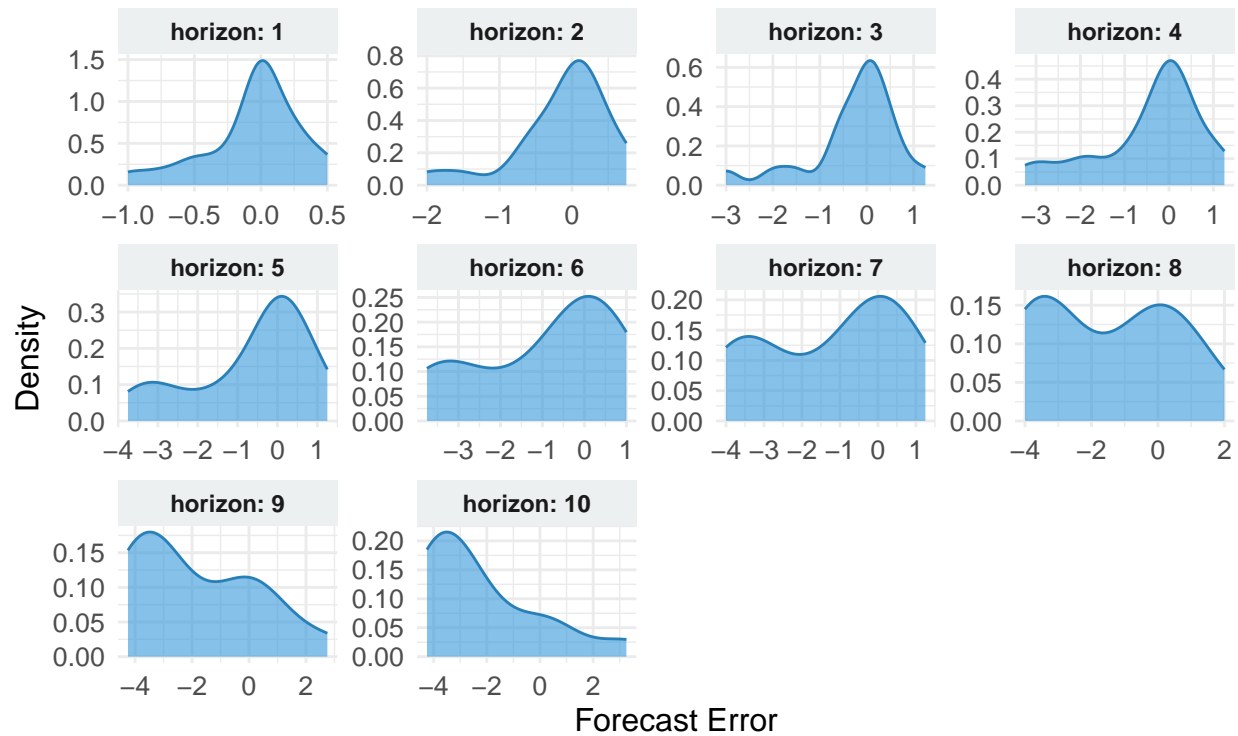 horizon: 1
horizon: 2
horizon: 3
horizon: 4
1.5
1.0
0.5
0.0
−1.0 −0.5 0.0 0.5
0.8
0.6
0.4
0.2
0.0
−2 −1 0
0.6
0.4
0.2
0.0
−3 −2 −1 0 1
0.4
0.3
0.2
0.1
0.0
−3 −2 −1 0 1
horizon: 5
horizon: 6
horizon: 7
horizon: 8
0.3
0.2
0.1
0.0
−4 −3 −2 −1 0 1
0.25
0.20
0.15
0.10
0.05
0.00
−3 −2 −1 0 1
0.20
0.15
0.10
0.05
0.00
−4 −3 −2 −1 0 1
0.15
0.10
0.05
0.00
−4 −2 0 2
horizon: 9
horizon: 10
0.15
0.10
0.05
0.00
−4 −2 0 2
0.20
0.15
0.10
0.05
0.00
−4 −2 0 2
Density
Forecast Error